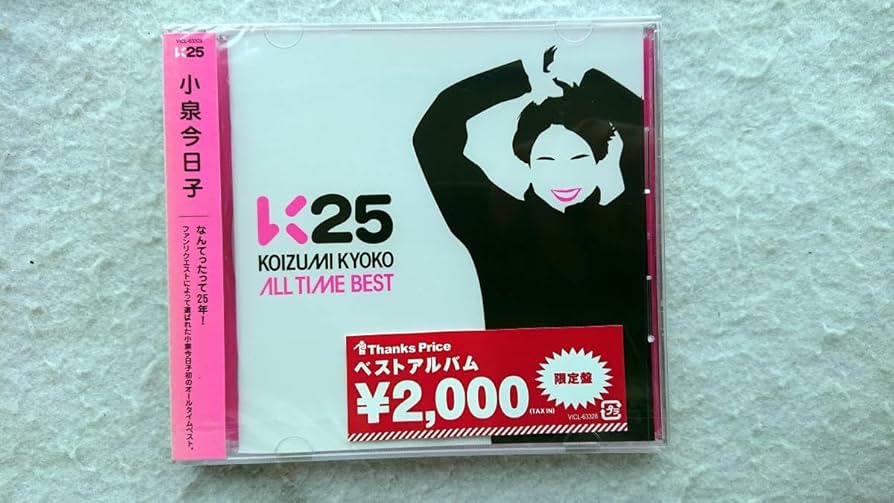 VICL-63328
K25
小泉今日子
なんてったって25年!
ファンリクエストによって選ばれた小泉今日子初のオールタイムベスト。
K25
KOIZUMI KYOKO
ALL TIME BEST
Thanks Price
ベストアルバム
¥2,000
(TAX IN)
限定盤
VICL-63328